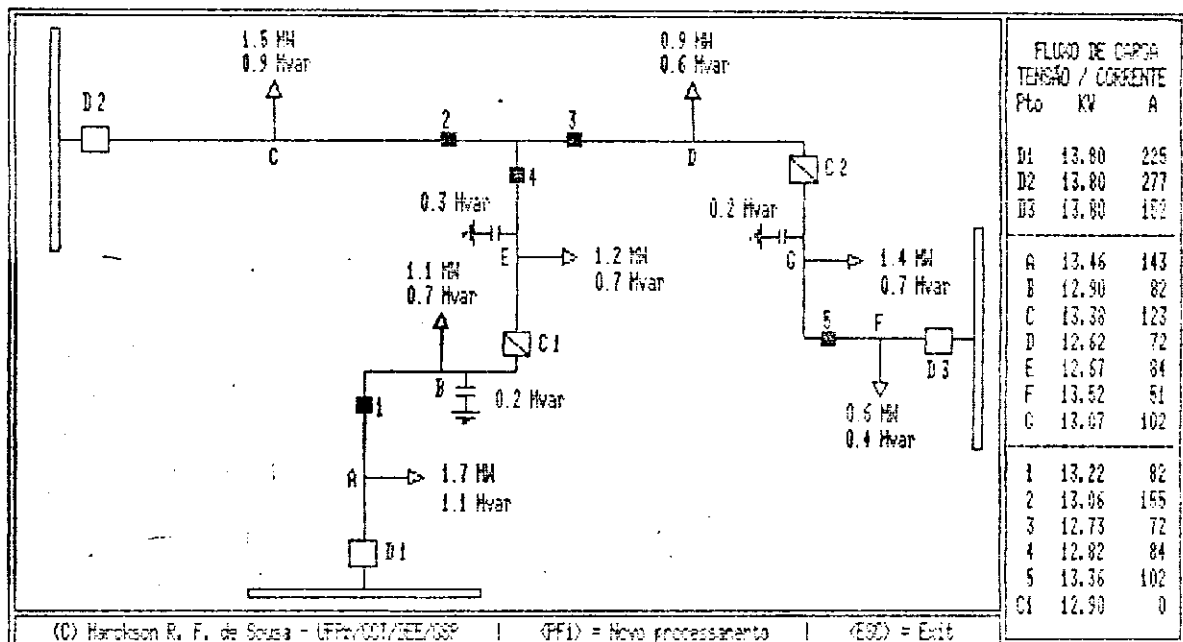 1.5 MW
0.9 Mvar
0.9 MW
0.6 Mvar
D2
2
3
C
D
4
C2
0.3 Mvar
0.2 Mvar
E
1.2 MW
0.7 Mvar
G
1.4 MW
0.7 Mvar
1.1 MW
0.7 Mvar
5
F
C1
D3
B
0.2 Mvar
1
0.6 MW
0.4 Mvar
A
1.7 MW
1.1 Mvar
D1
FLUXO DE CARGA
TENSÃO / CORRENTE
Pto KV A
D1 13.80 225
D2 13.80 277
D3 13.80 152
A 13.46 143
B 12.90 82
C 13.38 123
D 12.62 72
E 12.67 84
F 13.52 51
G 13.07 102
1 13.22 82
2 13.06 155
3 12.73 72
4 12.82 84
5 13.36 102
C1 12.90 0
(C) Harckson R. F. de Sousa - UFPb/CCT/DEE/GSP | <PF1> = Novo processamento | <ESC> = Exit